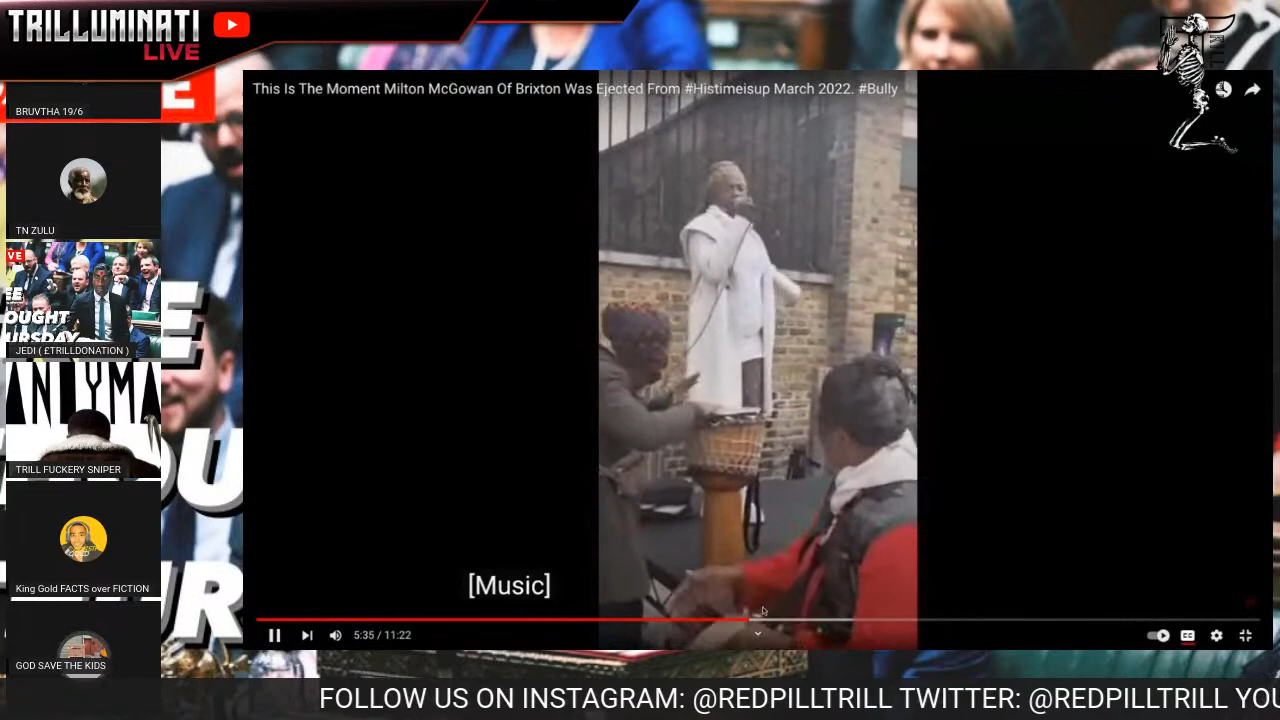 TRILLUMINATI
LIVE
This Is The Moment Milton McGowan Of Brixton Was Ejected From #Histimeisup March 2022. #Bully
BRUVTHA 19/6
TN ZULU
JEDI ( £TRILLDONATION )
TRILL FUCKERY SNIPER
King Gold FACTS over FICTION
GOD SAVE THE KIDS
[Music]
5:35 / 11:22
FOLLOW US ON INSTAGRAM: @REDPILLTRILL TWITTER: @REDPILLTRILL YOU